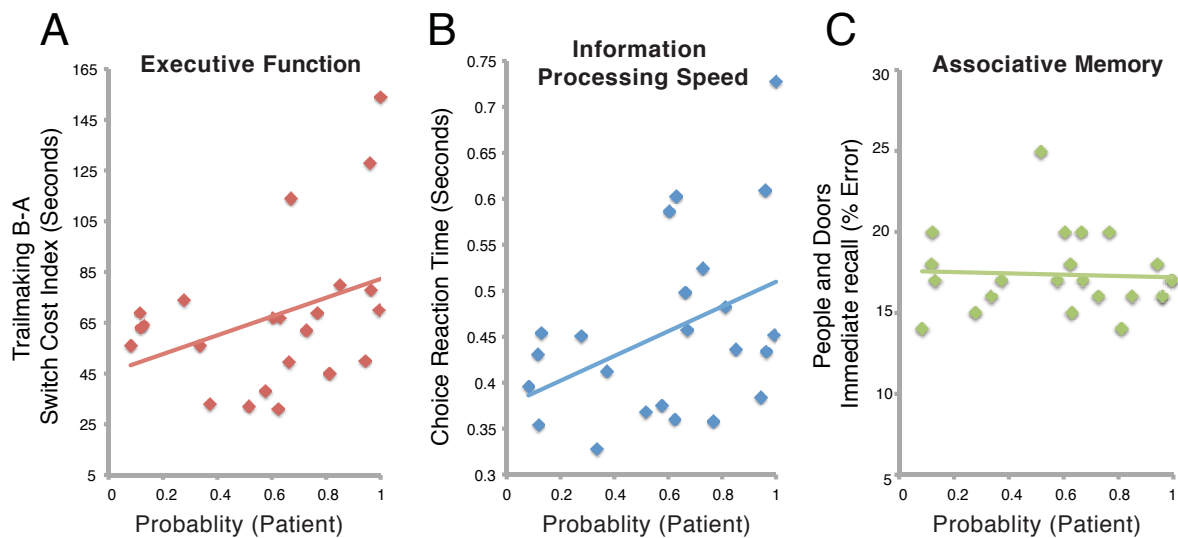 A
Executive Function
Trailmaking B-A
Switch Cost Index (Seconds)
165
145
125
105
85
65
45
25
5
0
0.2
0.4
0.6
0.8
1
Probablity (Patient)
B
Information
Processing Speed
Choice Reaction Time (Seconds)
0.75
0.7
0.65
0.6
0.55
0.5
0.45
0.4
0.35
0.3
0
0.2
0.4
0.6
0.8
1
Probablity (Patient)
C
Associative Memory
People and Doors
Immediate recall (% Error)
30
25
20
15
10
5
0
0.2
0.4
0.6
0.8
1
Probablity (Patient)